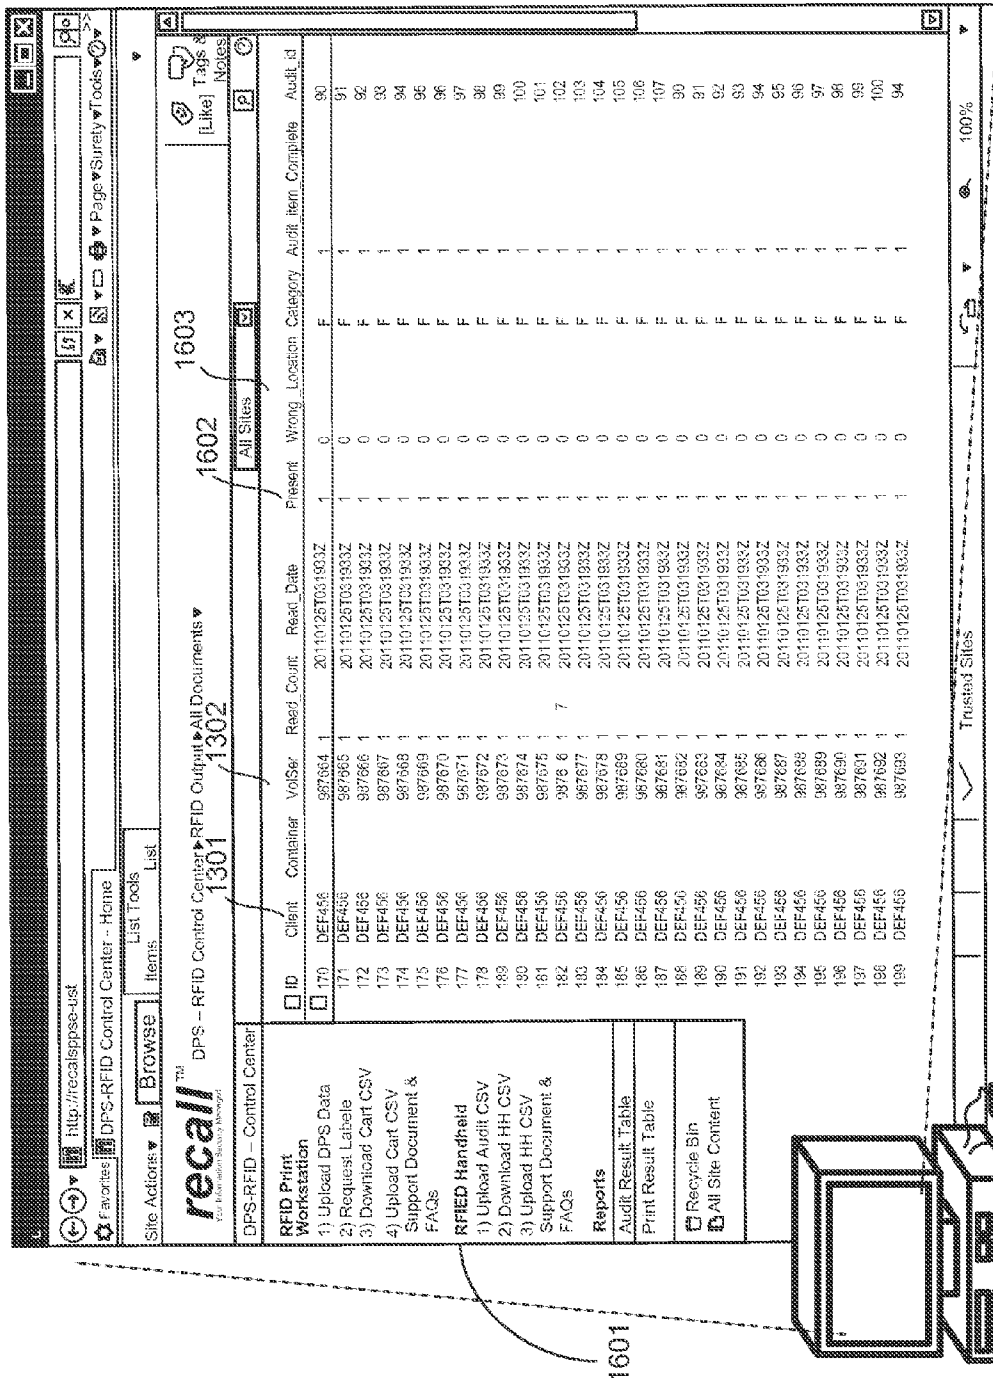 http://recalsppse-ust
Favorites DPS-RFID Control Center -- Home
Page Surety Tools >>
Site Actions Browse
List Tools
Items List
recall™
Your Information Security Managed
DPS – RFID Control Center RFID Output All Documents
[Like] Tags & Notes
DPS-RFID – Control Center
All Sites
RFID Print
Workstation
1) Upload DPS Data
2) Request Labele
3) Download Cart CSV
4) Upload Cart CSV
Support Document &
FAQs
RFIED Handheld
1) Upload Audit CSV
2) Download HH CSV
3) Upload HH CSV
Support Document &
FAQs
Reports
Audit Result Table
Print Result Table
Recycle Bin
All Site Content
1301
1302
1602
1603
1601
ID Client Container VolSer Read_Count Read_Date Present Wrong_Location Category Audit_Item Complete Audit_id
170 DEF456 987664 1 20110125T031933Z 1 0 F 1 90
171 DEF456 987665 1 20110125T031933Z 1 0 F 1 91
172 DEF456 987666 1 20110125T031933Z 1 0 F 1 92
173 DEF456 987667 1 20110125T031933Z 1 0 F 1 93
174 DEF456 987668 1 20110125T031933Z 1 0 F 1 94
175 DEF456 987669 1 20110125T031933Z 1 0 F 1 95
176 DEF456 987670 1 20110125T031933Z 1 0 F 1 96
177 DEF456 987671 1 20110125T031933Z 1 0 F 1 97
178 DEF456 987672 1 20110125T031933Z 1 0 F 1 98
189 DEF456 987673 1 20110125T031933Z 1 0 F 1 99
180 DEF456 987674 1 20110125T031933Z 1 0 F 1 100
181 DEF456 987675 1 20110125T031933Z 1 0 F 1 101
182 DEF456 9876 6 1 7 20110125T031933Z 1 0 F 1 102
183 DEF456 987677 1 20110125T031933Z 1 0 F 1 103
184 DEF456 987678 1 20110125T031933Z 1 0 F 1 104
185 DEF456 987689 1 20110125T031933Z 1 0 F 1 105
186 DEF456 987680 1 20110125T031933Z 1 0 F 1 106
187 DEF456 987681 1 20110125T031933Z 1 0 F 1 107
188 DEF456 987682 1 20110125T031933Z 1 0 F 1 90
189 DEF456 987683 1 20110125T031933Z 1 0 F 1 91
190 DEF456 987684 1 20110125T031933Z 1 0 F 1 92
191 DEF456 987685 1 20110125T031933Z 1 0 F 1 93
192 DEF456 987686 1 20110125T031933Z 1 0 F 1 94
193 DEF456 987687 1 20110125T031933Z 1 0 F 1 95
194 DEF456 987688 1 20110125T031933Z 1 0 F 1 96
195 DEF456 987689 1 20110125T031933Z 1 0 F 1 97
196 DEF456 987690 1 20110125T031933Z 1 0 F 1 98
197 DEF456 987691 1 20110125T031933Z 1 0 F 1 99
198 DEF456 987692 1 20110125T031933Z 1 0 F 1 100
199 DEF456 987693 1 20110125T031933Z 1 0 F 1 94
Trusted Sites
100%